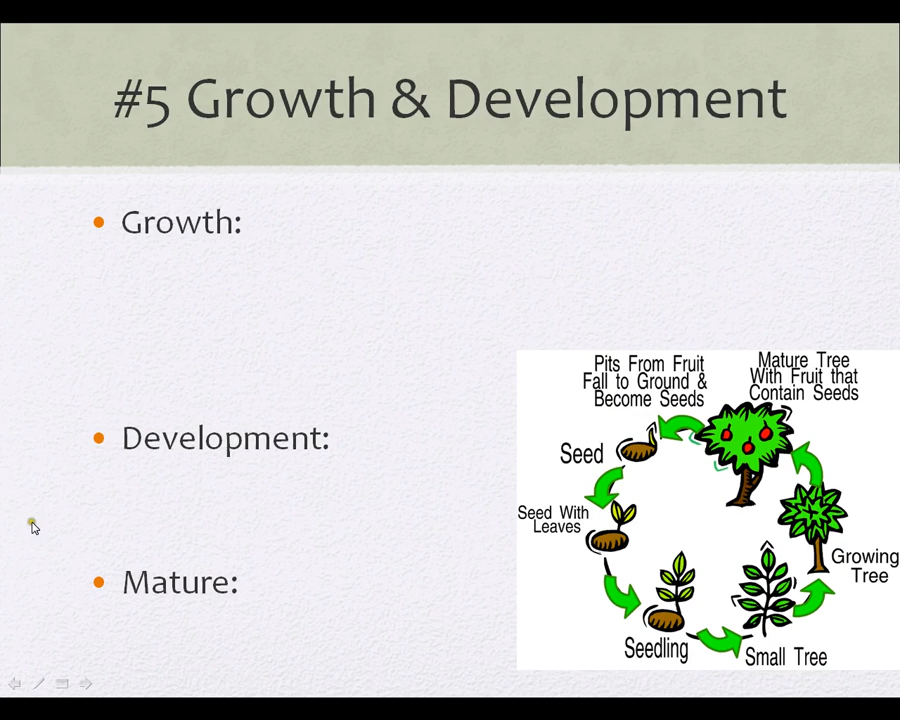 #5 Growth & Development
• Growth:
• Development:
• Mature:
Pits From Fruit
Fall to Ground &
Become Seeds
Mature Tree
With Fruit that
Contain Seeds
Seed
Seed With
Leaves
Seedling
Small Tree
Growing
Tree